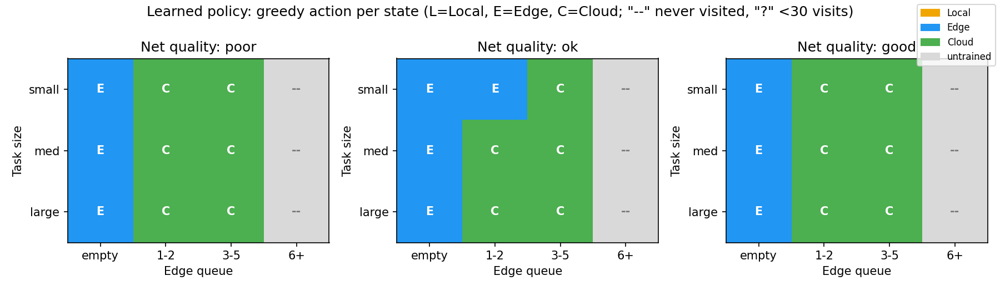 Learned policy: greedy action per state (L=Local, E=Edge, C=Cloud; "--" never visited, "?" <30 visits)
Local
Edge
Cloud
untrained
Net quality: poor
Task size
small
E C C --
med
E C C --
large
E C C --
empty 1-2 3-5 6+
Edge queue
Net quality: ok
Task size
small
E E C --
med
E C C --
large
E C C --
empty 1-2 3-5 6+
Edge queue
Net quality: good
Task size
small
E C C --
med
E C C --
large
E C C --
empty 1-2 3-5 6+
Edge queue